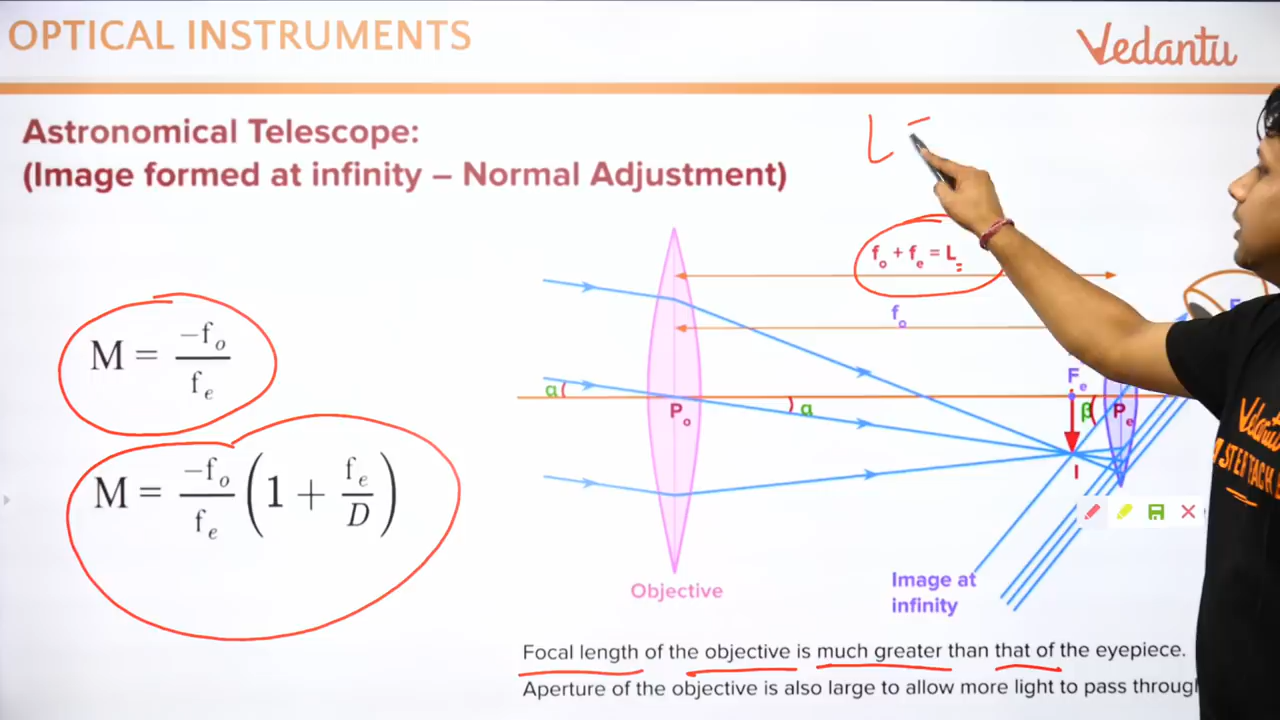 OPTICAL INSTRUMENTS
Vedantu
Astronomical Telescope:
(Image formed at infinity – Normal Adjustment)
L =
f_o + f_e = L
f_o
M = −f_o / f_e
M = −f_o / f_e (1 + f_e / D)
α
P_o
α
F_e
β
P_e
I
Objective
Image at
infinity
Focal length of the objective is much greater than that of the eyepiece.
Aperture of the objective is also large to allow more light to pass through
Vedantu